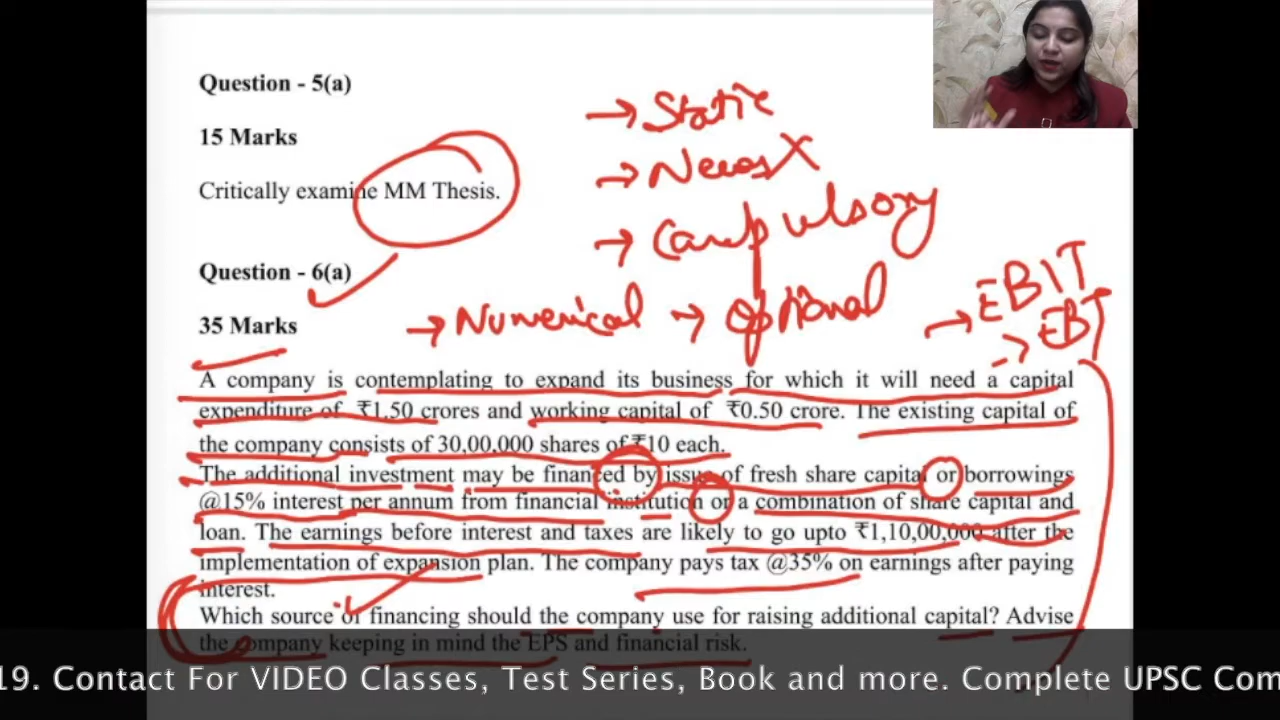 Question - 5(a)
→ Static
15 Marks
→ Necos X
Critically examine MM Thesis.
→ Compulsory
Question - 6(a)
→ Numerical → Optional
→ EBIT
35 Marks
→ EBT
A company is contemplating to expand its business for which it will need a capital
expenditure of ₹1.50 crores and working capital of ₹0.50 crore. The existing capital of
the company consists of 30,00,000 shares of ₹10 each.
The additional investment may be financed by issue of fresh share capital or borrowings
@15% interest per annum from financial institution or a combination of share capital and
loan. The earnings before interest and taxes are likely to go upto ₹1,10,00,000 after the
implementation of expansion plan. The company pays tax @35% on earnings after paying
interest.
Which source of financing should the company use for raising additional capital? Advise
the company keeping in mind the EPS and financial risk.
19. Contact For VIDEO Classes, Test Series, Book and more. Complete UPSC Com